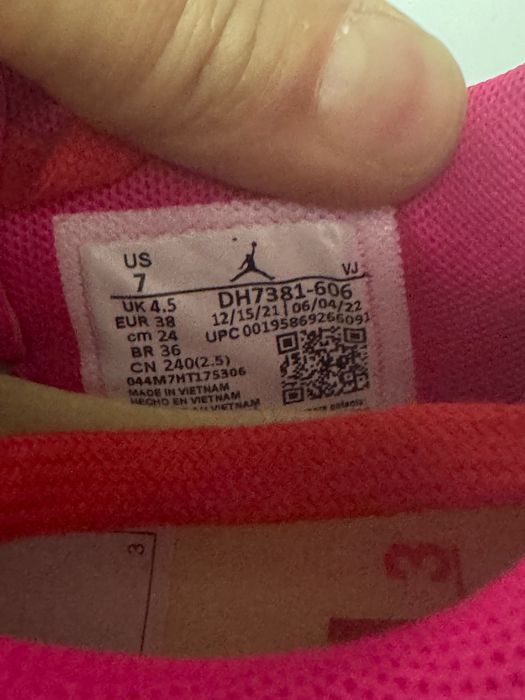 US
7
VJ
UK 4.5
EUR 38
cm 24
BR 36
CN 240(2.5)
DH7381-606
12/15/21 | 06/04/22
UPC 00195869266091
044M7HT175306
MADE IN VIETNAM
HECHO EN VIETNAM
3
3